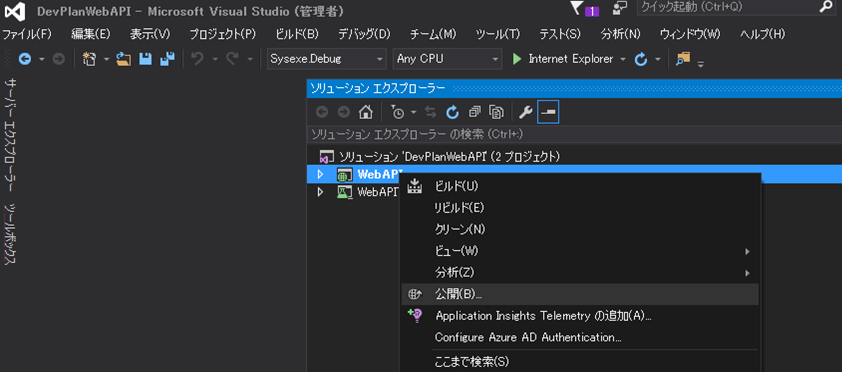 DevPlanWebAPI - Microsoft Visual Studio (管理者)
1
クイック起動 (Ctrl+Q)
ファイル(F) 編集(E) 表示(V) プロジェクト(P) ビルド(B) デバッグ(D) チーム(M) ツール(T) テスト(S) 分析(N) ウィンドウ(W) ヘルプ(H)
Sysexe.Debug Any CPU Internet Explorer
サーバー エクスプローラー
ツールボックス
ソリューション エクスプローラー
ソリューション エクスプローラー の検索 (Ctrl+:)
ソリューション 'DevPlanWebAPI' (2 プロジェクト)
WebAPI
WebAPI
ビルド(U)
リビルド(E)
クリーン(N)
ビュー(W)
分析(Z)
公開(B)...
Application Insights Telemetry の追加(A)...
Configure Azure AD Authentication...
ここまで検索(S)